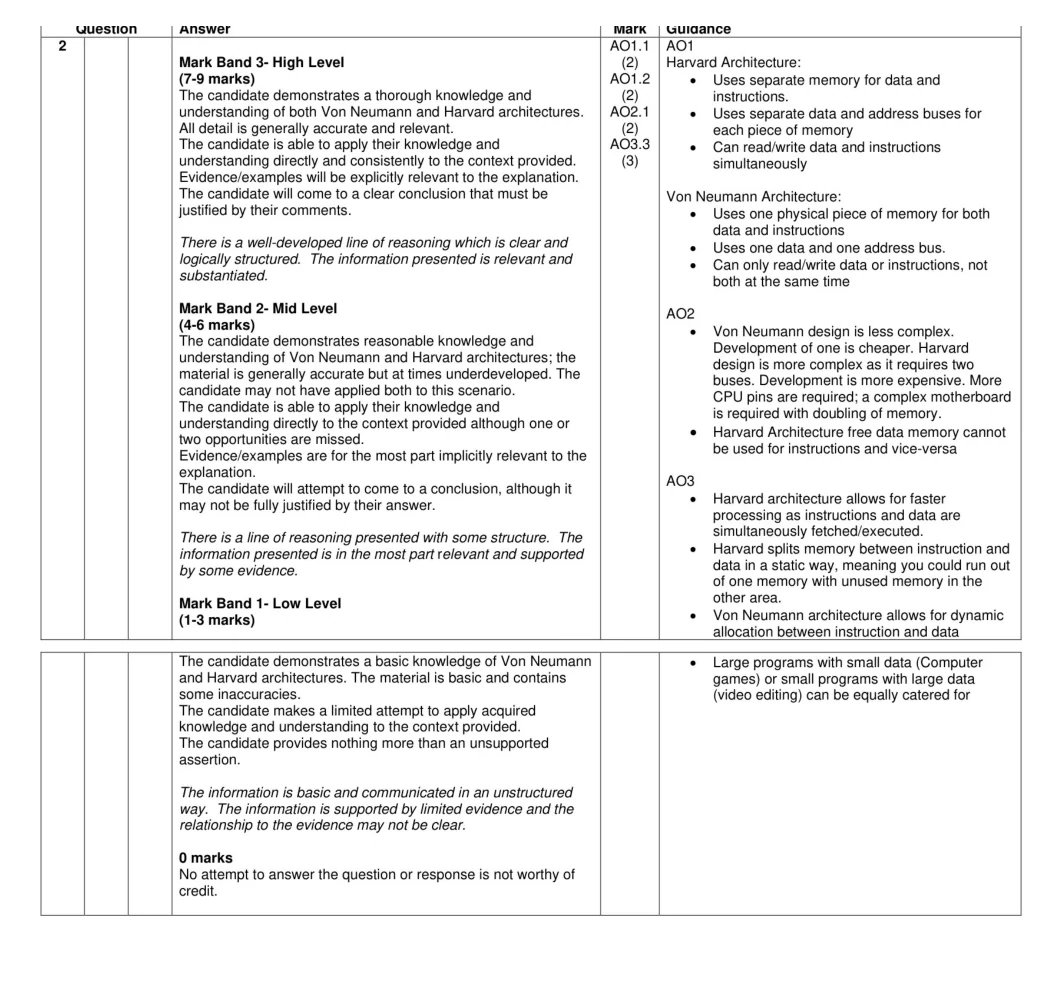 Question Answer Mark Guidance
2
Mark Band 3- High Level
(7-9 marks)
The candidate demonstrates a thorough knowledge and
understanding of both Von Neumann and Harvard architectures.
All detail is generally accurate and relevant.
The candidate is able to apply their knowledge and
understanding directly and consistently to the context provided.
Evidence/examples will be explicitly relevant to the explanation.
The candidate will come to a clear conclusion that must be
justified by their comments.
There is a well-developed line of reasoning which is clear and
logically structured. The information presented is relevant and
substantiated.
Mark Band 2- Mid Level
(4-6 marks)
The candidate demonstrates reasonable knowledge and
understanding of Von Neumann and Harvard architectures; the
material is generally accurate but at times underdeveloped. The
candidate may not have applied both to this scenario.
The candidate is able to apply their knowledge and
understanding directly to the context provided although one or
two opportunities are missed.
Evidence/examples are for the most part implicitly relevant to the
explanation.
The candidate will attempt to come to a conclusion, although it
may not be fully justified by their answer.
There is a line of reasoning presented with some structure. The
information presented is in the most part relevant and supported
by some evidence.
Mark Band 1- Low Level
(1-3 marks)
AO1.1
(2)
AO1.2
(2)
AO2.1
(2)
AO3.3
(3)
AO1
Harvard Architecture:
• Uses separate memory for data and
instructions.
• Uses separate data and address buses for
each piece of memory
• Can read/write data and instructions
simultaneously
Von Neumann Architecture:
• Uses one physical piece of memory for both
data and instructions
• Uses one data and one address bus.
• Can only read/write data or instructions, not
both at the same time
AO2
• Von Neumann design is less complex.
Development of one is cheaper. Harvard
design is more complex as it requires two
buses. Development is more expensive. More
CPU pins are required; a complex motherboard
is required with doubling of memory.
• Harvard Architecture free data memory cannot
be used for instructions and vice-versa
AO3
• Harvard architecture allows for faster
processing as instructions and data are
simultaneously fetched/executed.
• Harvard splits memory between instruction and
data in a static way, meaning you could run out
of one memory with unused memory in the
other area.
• Von Neumann architecture allows for dynamic
allocation between instruction and data
The candidate demonstrates a basic knowledge of Von Neumann
and Harvard architectures. The material is basic and contains
some inaccuracies.
The candidate makes a limited attempt to apply acquired
knowledge and understanding to the context provided.
The candidate provides nothing more than an unsupported
assertion.
The information is basic and communicated in an unstructured
way. The information is supported by limited evidence and the
relationship to the evidence may not be clear.
0 marks
No attempt to answer the question or response is not worthy of
credit.
• Large programs with small data (Computer
games) or small programs with large data
(video editing) can be equally catered for